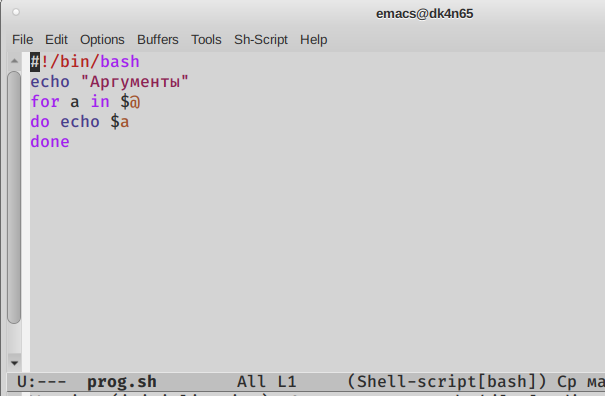 emacs@dk4n65
File Edit Options Buffers Tools Sh-Script Help
#!/bin/bash
echo "Аргументы"
for a in $@
do echo $a
done
U:--- prog.sh All L1 (Shell-script[bash]) Ср